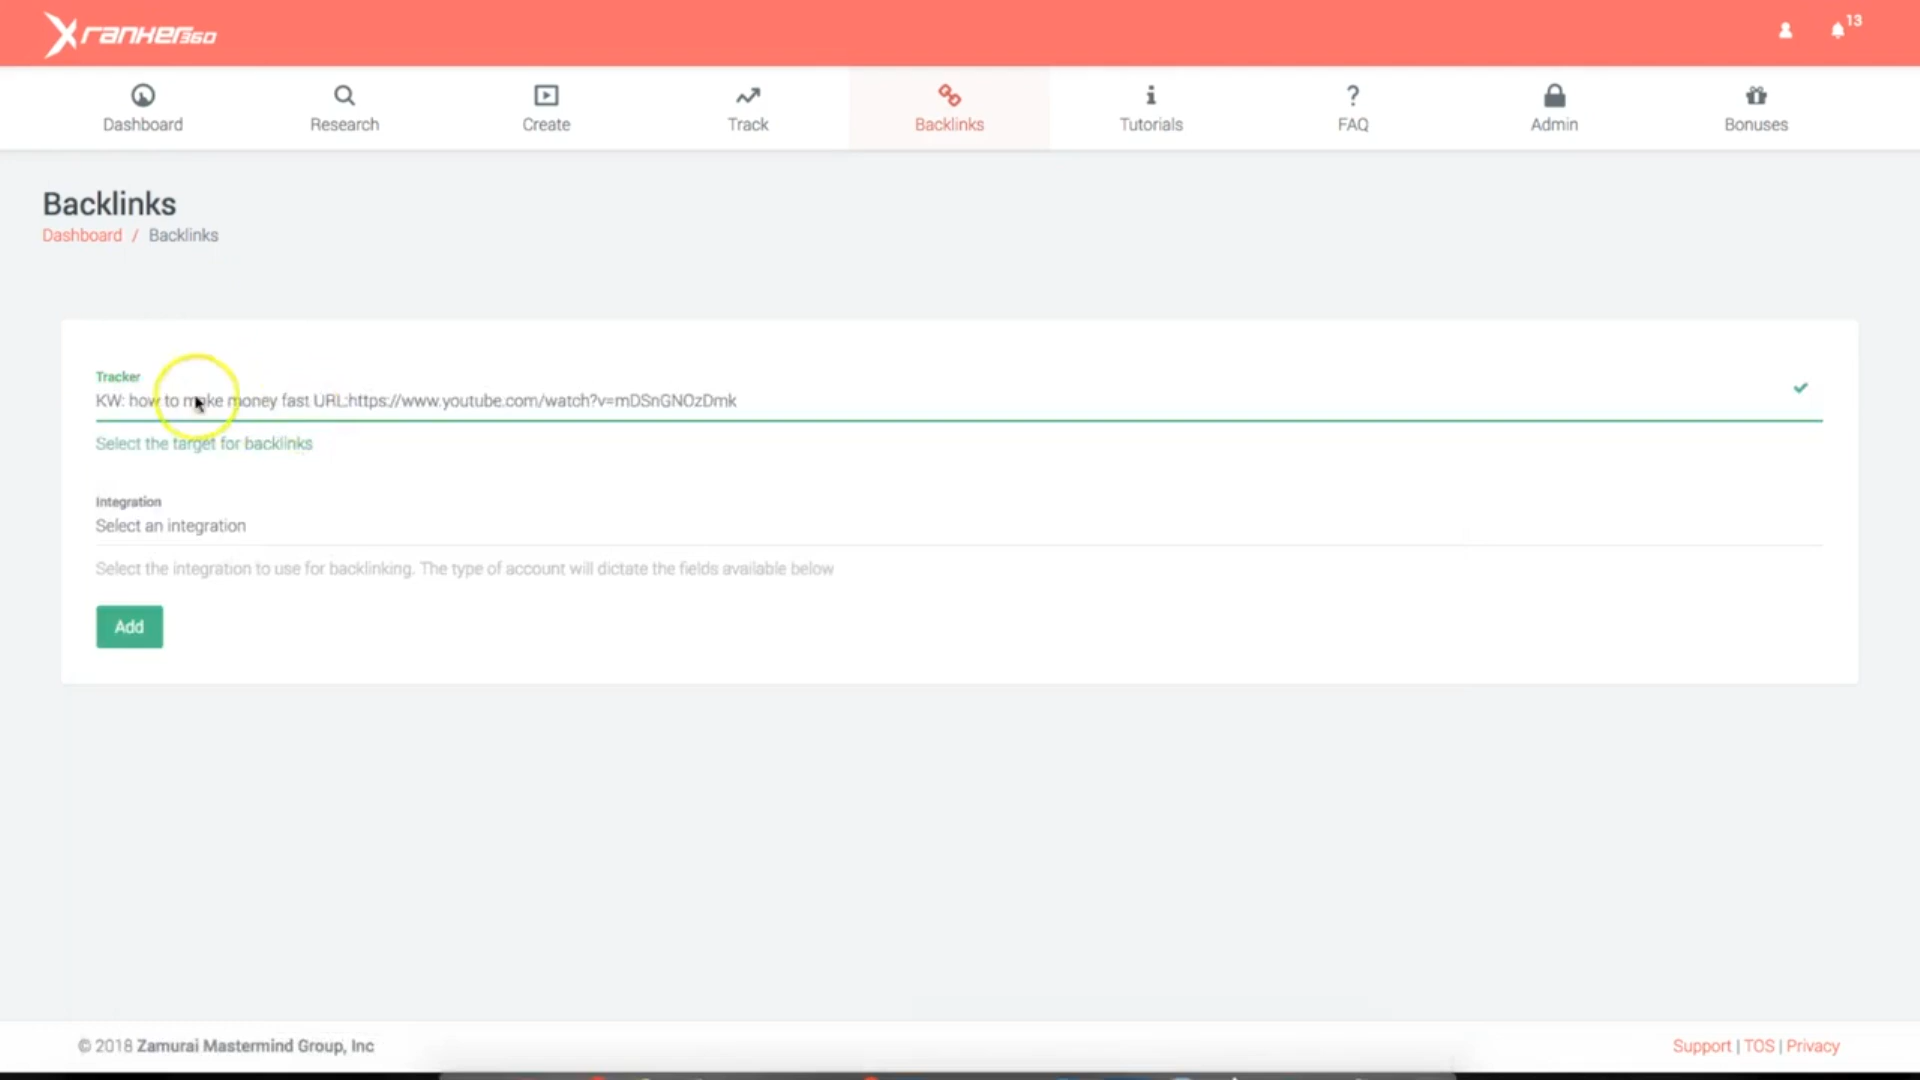 Xranker360
13
Dashboard
Research
Create
Track
Backlinks
Tutorials
FAQ
Admin
Bonuses
Backlinks
Dashboard / Backlinks
Tracker
KW: how to make money fast URL:https://www.youtube.com/watch?v=mDSnGNOzDmk
Select the target for backlinks
Integration
Select an integration
Select the integration to use for backlinking. The type of account will dictate the fields available below
Add
© 2018 Zamurai Mastermind Group, Inc
Support | TOS | Privacy